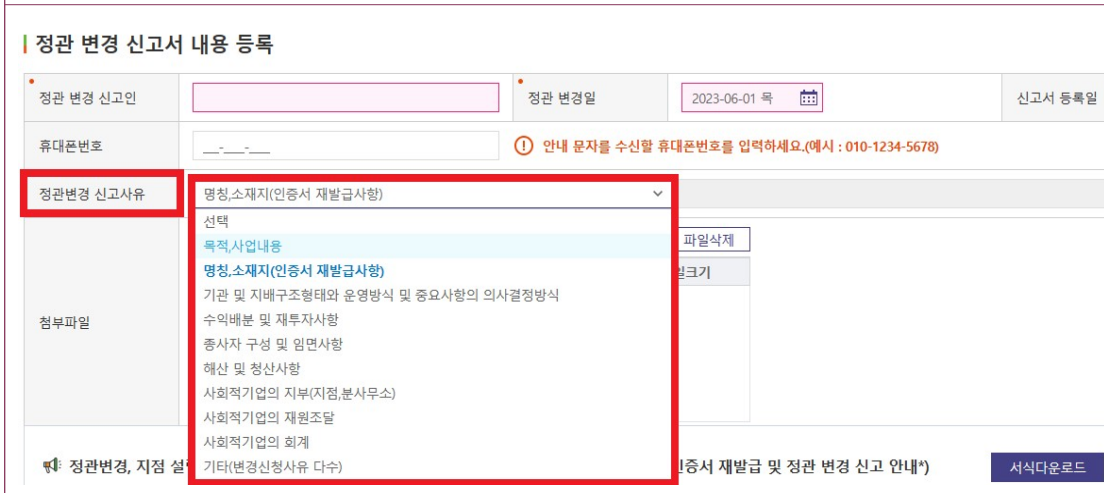 정관 변경 신고서 내용 등록
정관 변경 신고인
정관 변경일
2023-06-01 목
신고서 등록일
휴대폰번호
__-__-__
안내 문자를 수신할 휴대폰번호를 입력하세요.(예시 : 010-1234-5678)
정관변경 신고사유
명칭,소재지(인증서 재발급사항)
선택
목적,사업내용
파일삭제
명칭,소재지(인증서 재발급사항)
크기
기관 및 지배구조형태와 운영방식 및 중요사항의 의사결정방식
첨부파일
수익배분 및 재투자사항
종사자 구성 및 임면사항
해산 및 청산사항
사회적기업의 지부(지점,분사무소)
사회적기업의 재원조달
사회적기업의 회계
기타(변경신청사유 다수)
정관변경, 지점 증서 재발급 및 정관 변경 신고 안내*)
서식다운로드